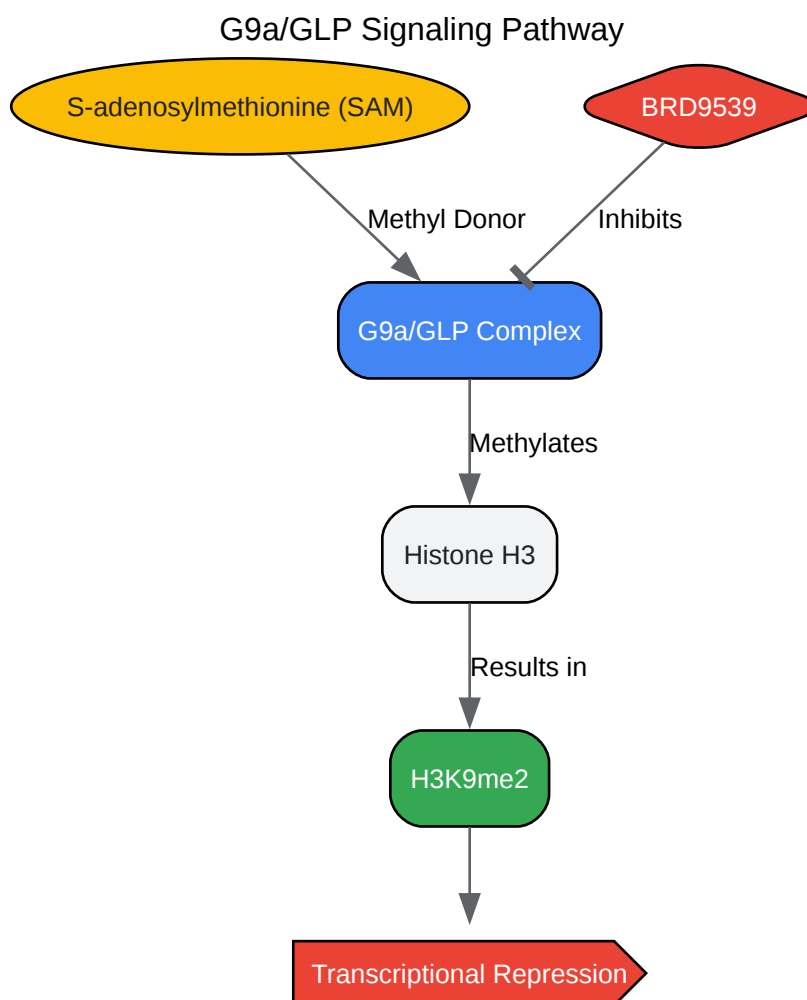 G9a/GLP Signaling Pathway
S-adenosylmethionine (SAM)
BRD9539
Methyl Donor
Inhibits
G9a/GLP Complex
Methylates
Histone H3
Results in
H3K9me2
Transcriptional Repression